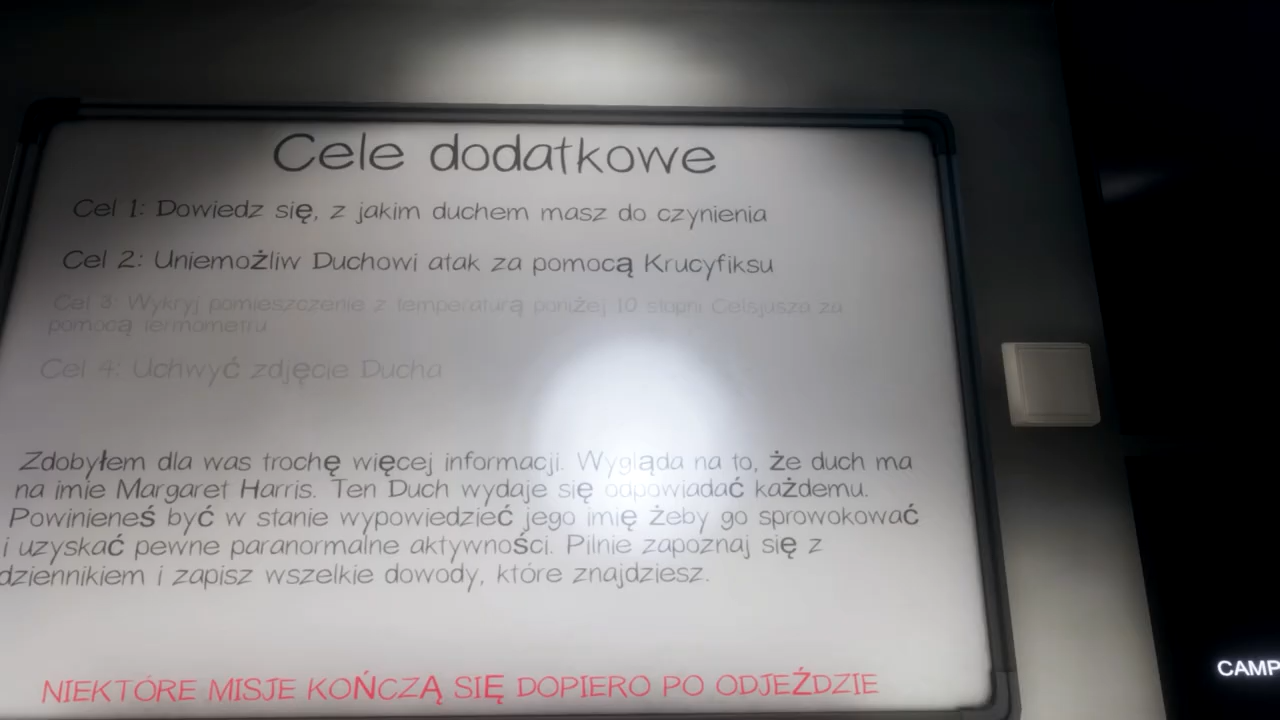 Cele dodatkowe
Cel 1: Dowiedz się, z jakim duchem masz do czynienia
Cel 2: Uniemożliw Duchowi atak za pomocą Krucyfiksu
Cel 3: Wykryj pomieszczenie z temperaturą poniżej 10 stopni Celsjusza za
pomocą termometru
Cel 4: Uchwyć zdjęcie Ducha
Zdobyłem dla was trochę więcej informacji. Wygląda na to, że duch ma
na imie Margaret Harris. Ten Duch wydaje się odpowiadać każdemu.
Powinieneś być w stanie wypowiedzieć jego imię żeby go sprowokować
i uzyskać pewne paranormalne aktywności. Pilnie zapoznaj się z
dziennikiem i zapisz wszelkie dowody, które znajdziesz.
NIEKTÓRE MISJE KOŃCZĄ SIĘ DOPIERO PO ODJEŹDZIE
CAMP